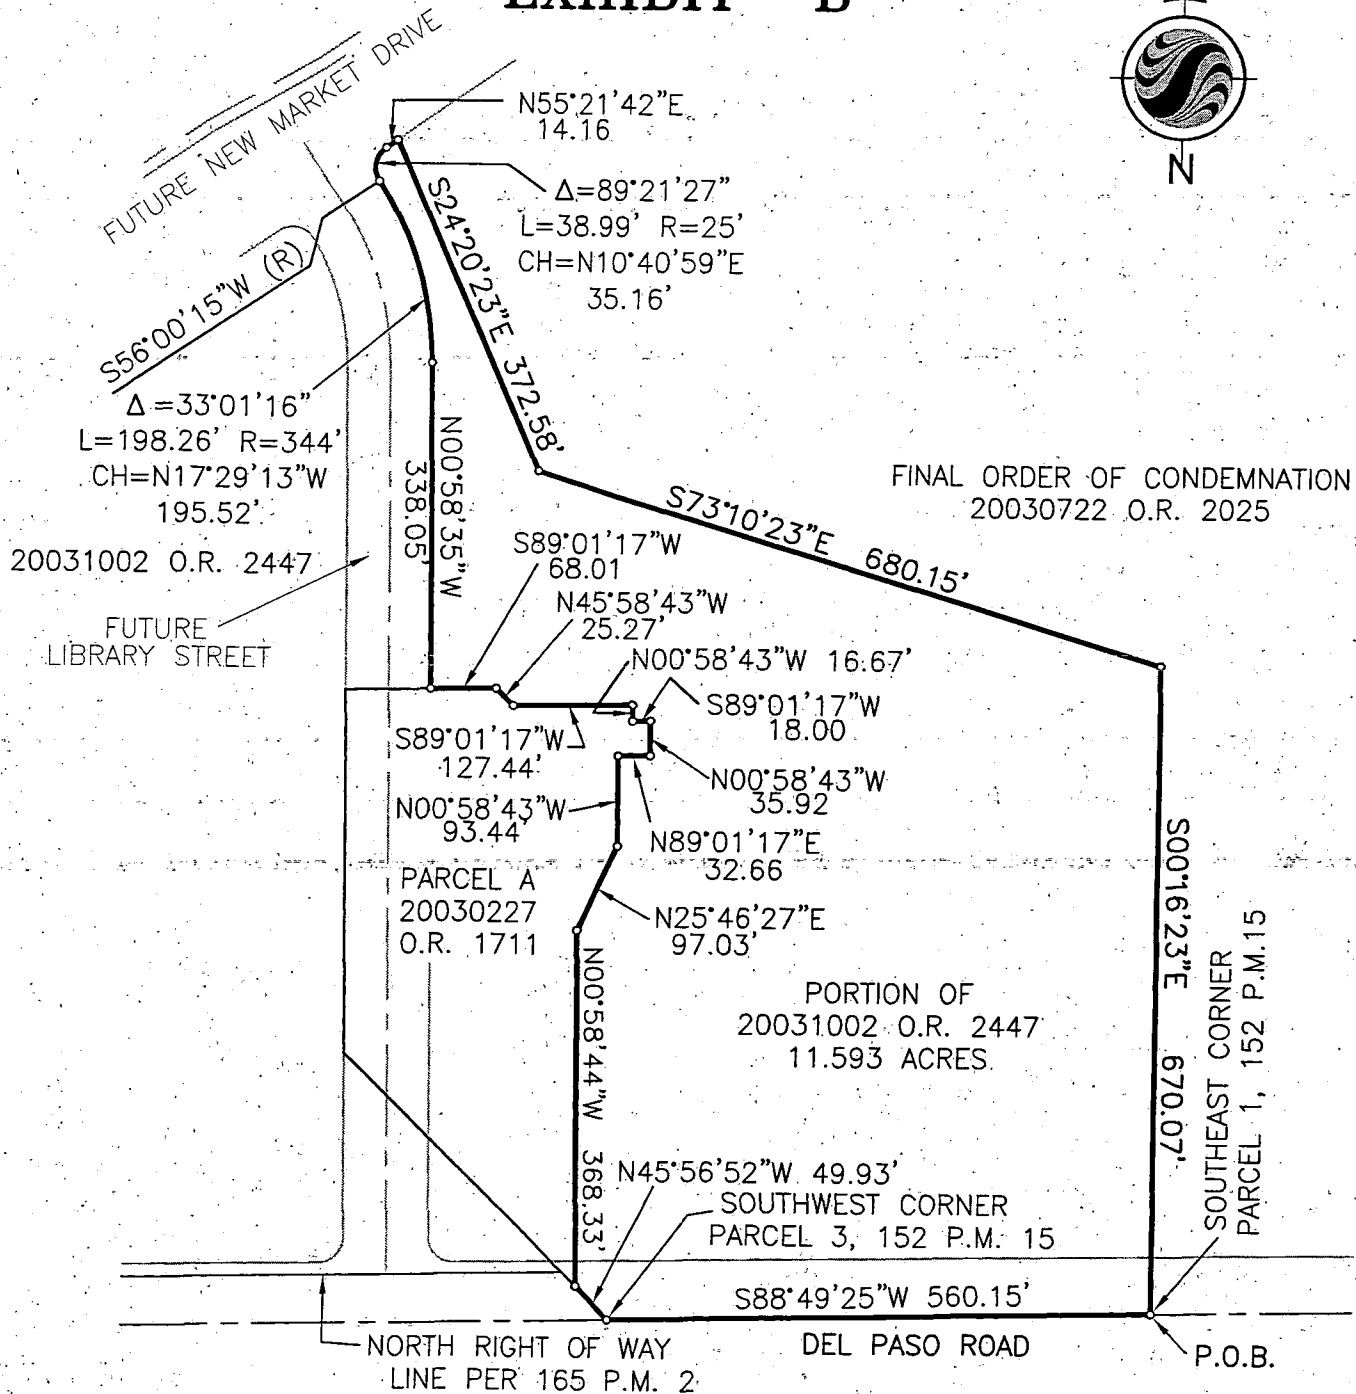 EXHIBIT "B"
N
FUTURE NEW MARKET DRIVE
N55°21'42"E
14.16
Δ=89°21'27"
L=38.99' R=25'
CH=N10°40'59"E
35.16'
S24°20'23"E 372.58'
S56°00'15"W (R)
Δ=33°01'16"
L=198.26' R=344'
CH=N17°29'13"W
195.52'
20031002 O.R. 2447
FUTURE
LIBRARY STREET
N00°58'35"W
338.05'
FINAL ORDER OF CONDEMNATION
20030722 O.R. 2025
S73°10'23"E 680.15'
S89°01'17"W
68.01
N45°58'43"W
25.27'
N00°58'43"W 16.67'
S89°01'17"W
18.00
S89°01'17"W
127.44'
N00°58'43"W
35.92
N00°58'43"W
93.44'
N89°01'17"E
32.66
PARCEL A
20030227
O.R. 1711
N25°46'27"E
97.03'
N00°58'44"W 368.33'
PORTION OF
20031002 O.R. 2447
11.593 ACRES
S00°16'23"E 670.07'
SOUTHEAST CORNER
PARCEL 1, 152 P.M.15
N45°56'52"W 49.93'
SOUTHWEST CORNER
PARCEL 3, 152 P.M. 15
S88°49'25"W 560.15'
NORTH RIGHT OF WAY
LINE PER 165 P.M. 2
DEL PASO ROAD
P.O.B.